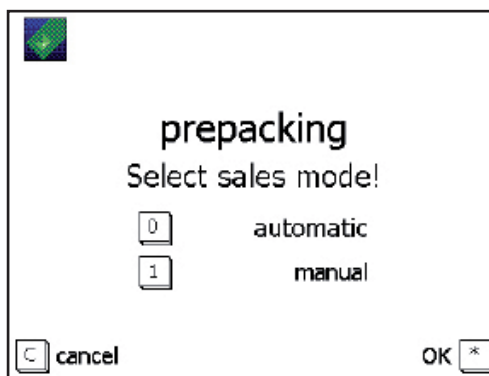 prepacking
Select sales mode!
0 automatic
1 manual
C cancel OK *